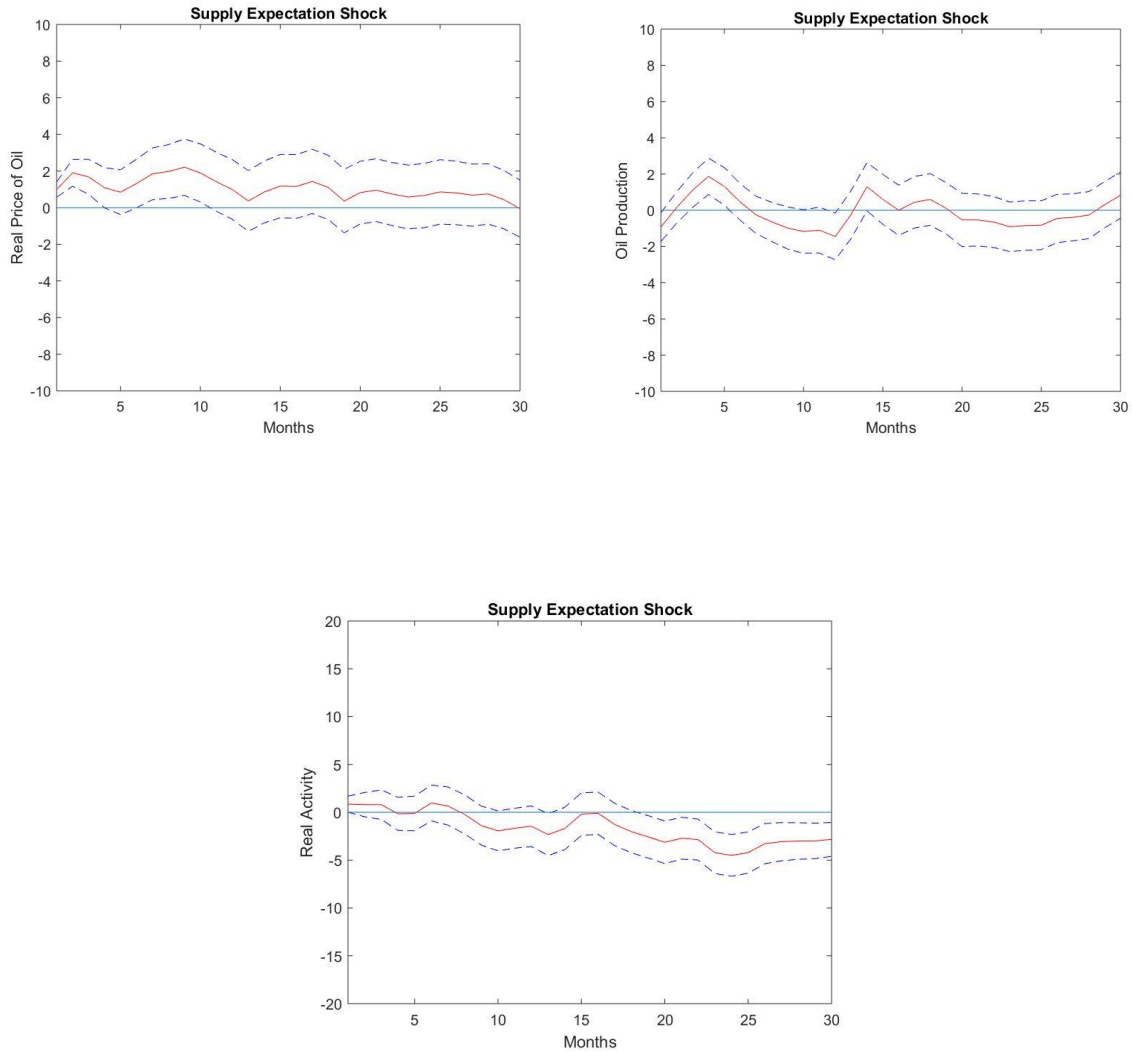 Supply Expectation Shock
10
8
6
4
2
0
-2
-4
-6
-8
-10
Real Price of Oil
5 10 15 20 25 30
Months
Supply Expectation Shock
10
8
6
4
2
0
-2
-4
-6
-8
-10
Oil Production
5 10 15 20 25 30
Months
Supply Expectation Shock
20
15
10
5
0
-5
-10
-15
-20
Real Activity
5 10 15 20 25 30
Months